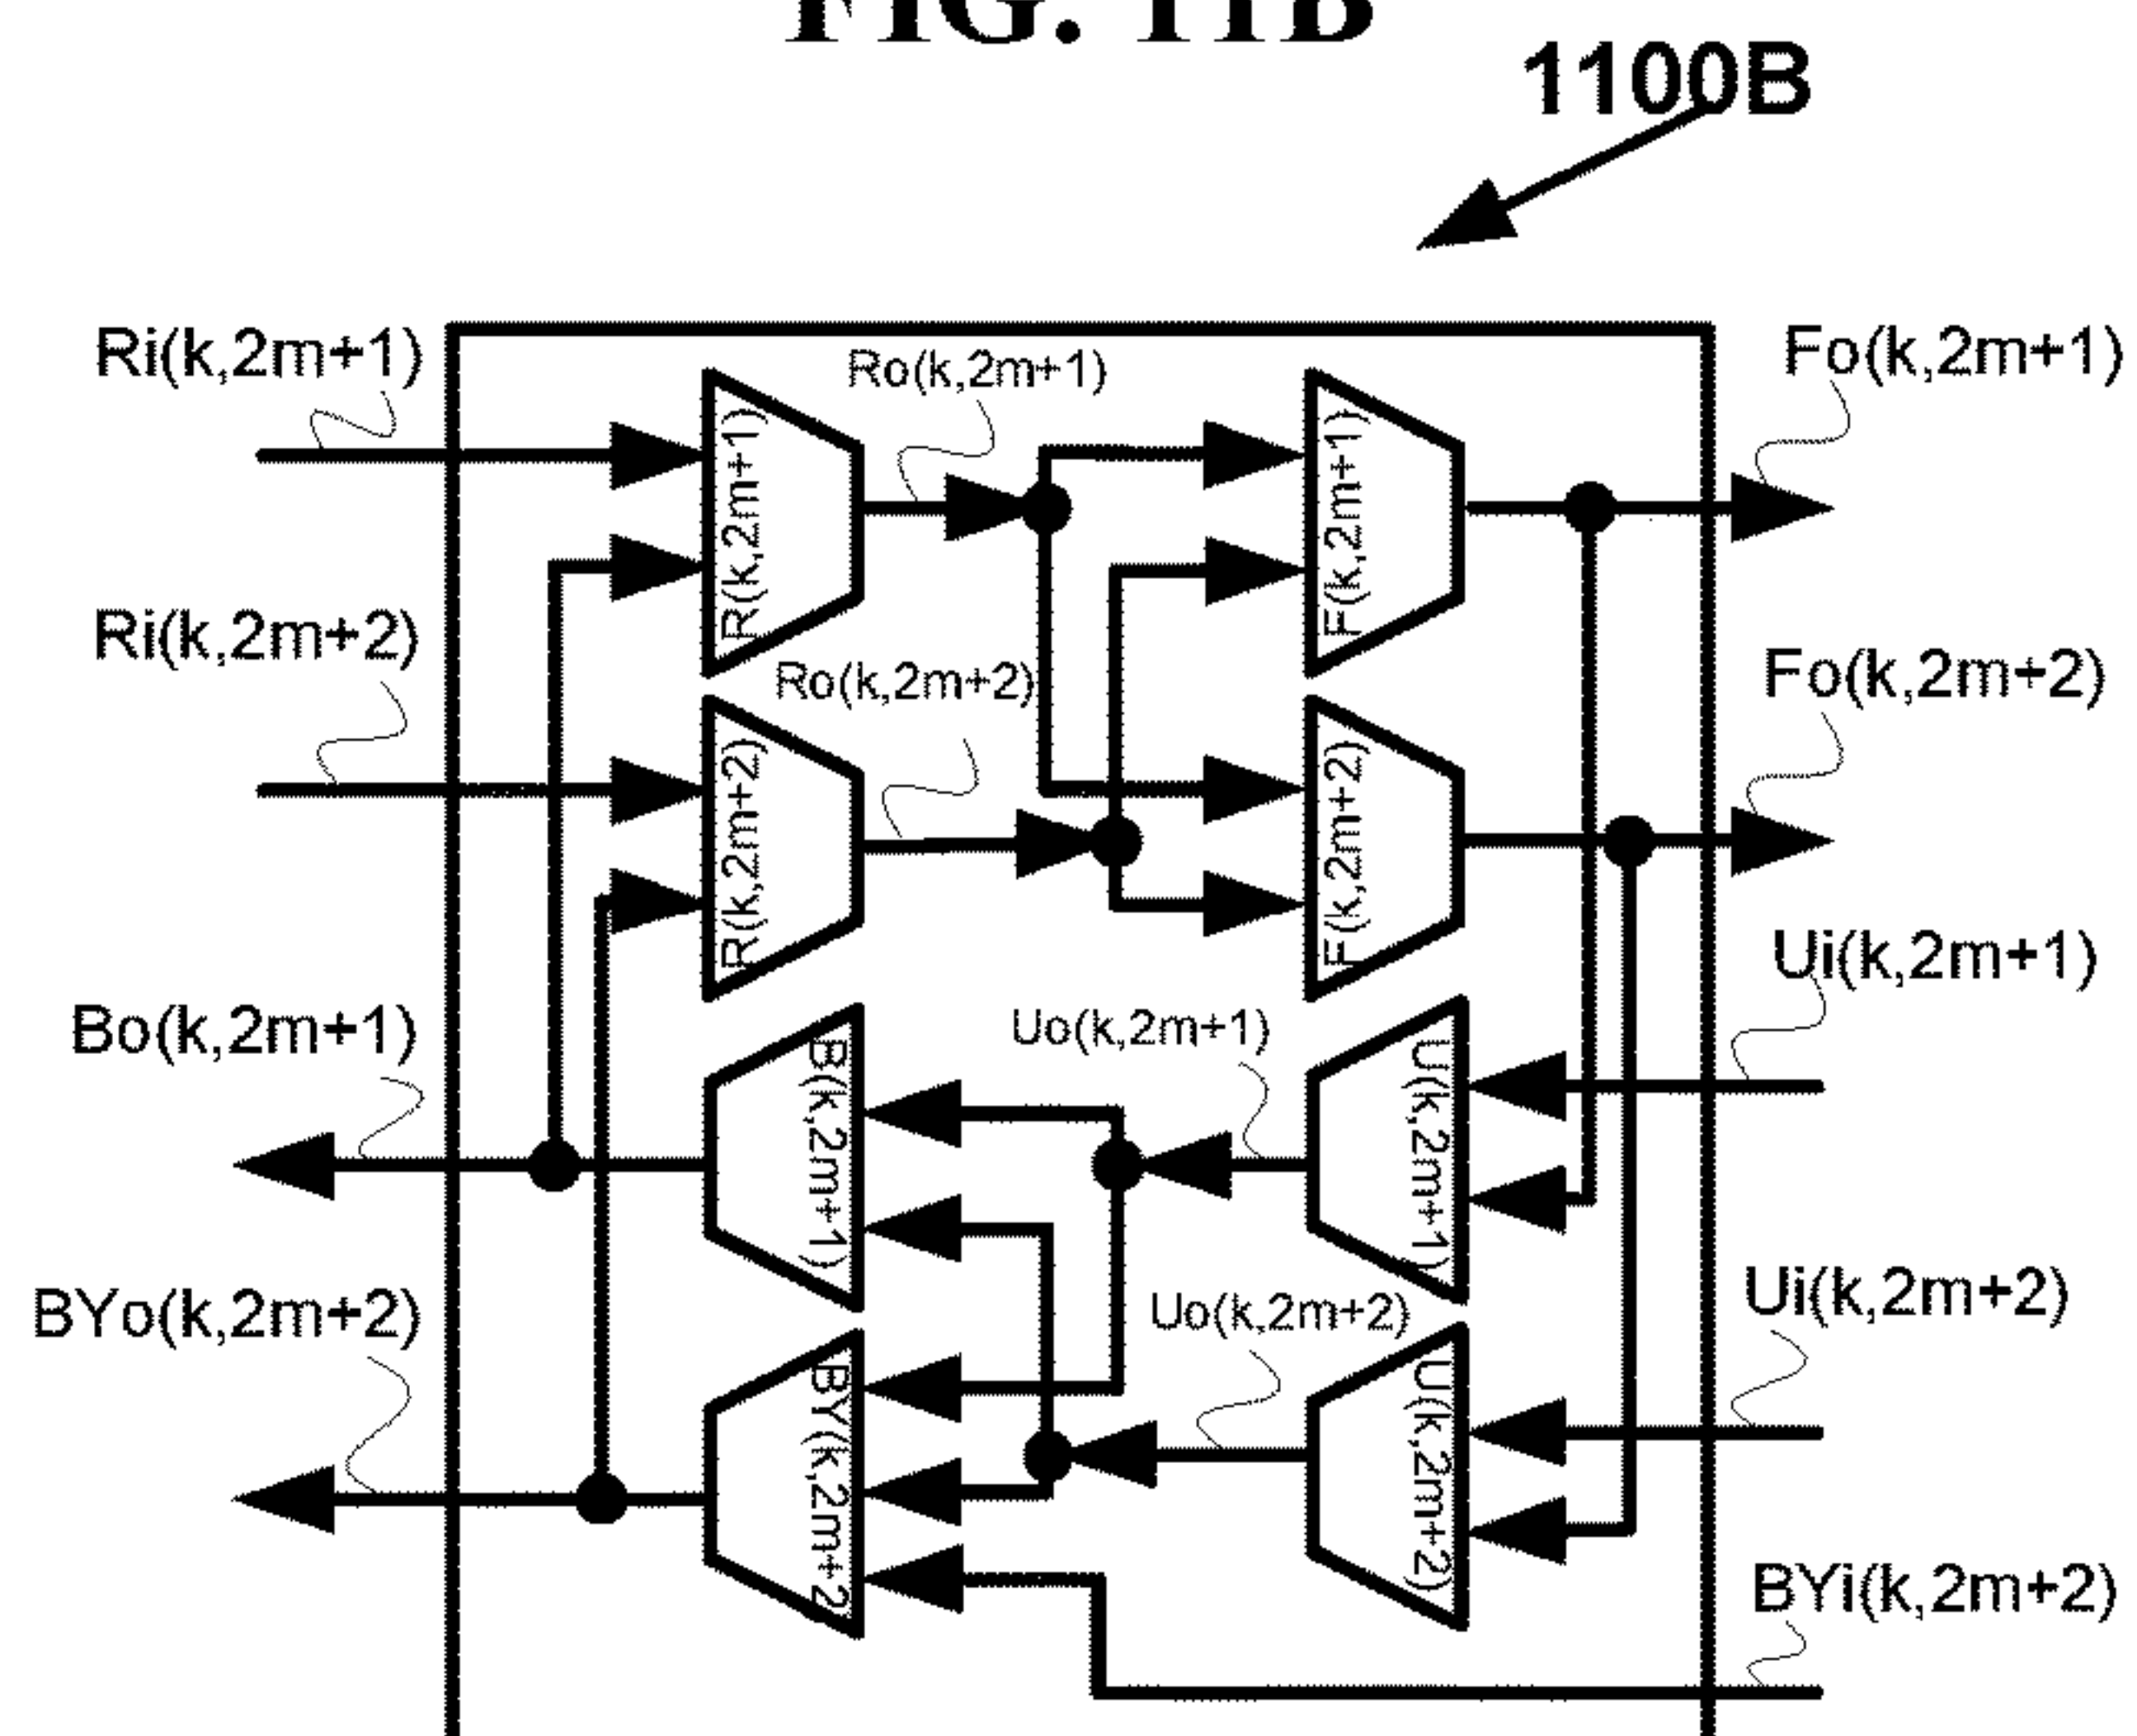 FIG. 11B
1100B
Ri(k,2m+1)
Ro(k,2m+1)
Fo(k,2m+1)
R(k,2m+1)
F(k,2m+1)
Ri(k,2m+2)
Ro(k,2m+2)
Fo(k,2m+2)
R(k,2m+2)
F(k,2m+2)
Ui(k,2m+1)
Bo(k,2m+1)
Uo(k,2m+1)
B(k,2m+1)
U(k,2m+1)
BYo(k,2m+2)
Uo(k,2m+2)
Ui(k,2m+2)
BY(k,2m+2
U(k,2m+2)
BYi(k,2m+2)